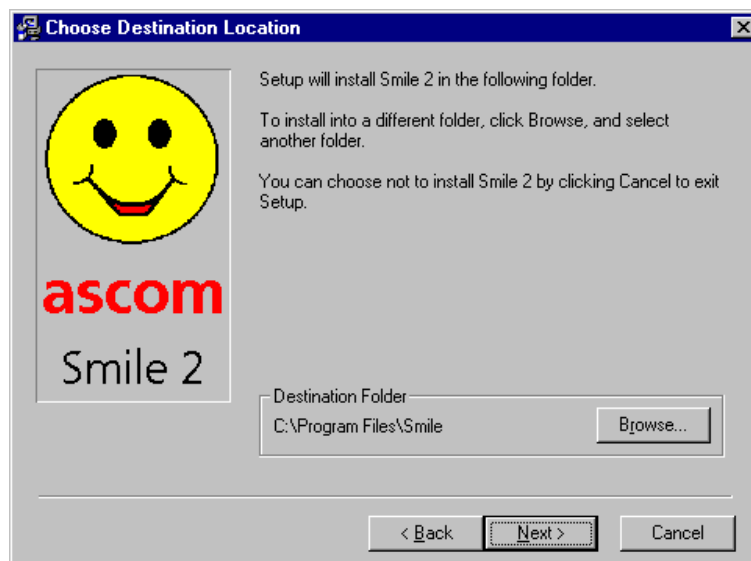 Choose Destination Location
Setup will install Smile 2 in the following folder.
To install into a different folder, click Browse, and select
another folder.
You can choose not to install Smile 2 by clicking Cancel to exit
Setup.
ascom
Smile 2
Destination Folder
C:\Program Files\Smile
Browse...
< Back
Next >
Cancel